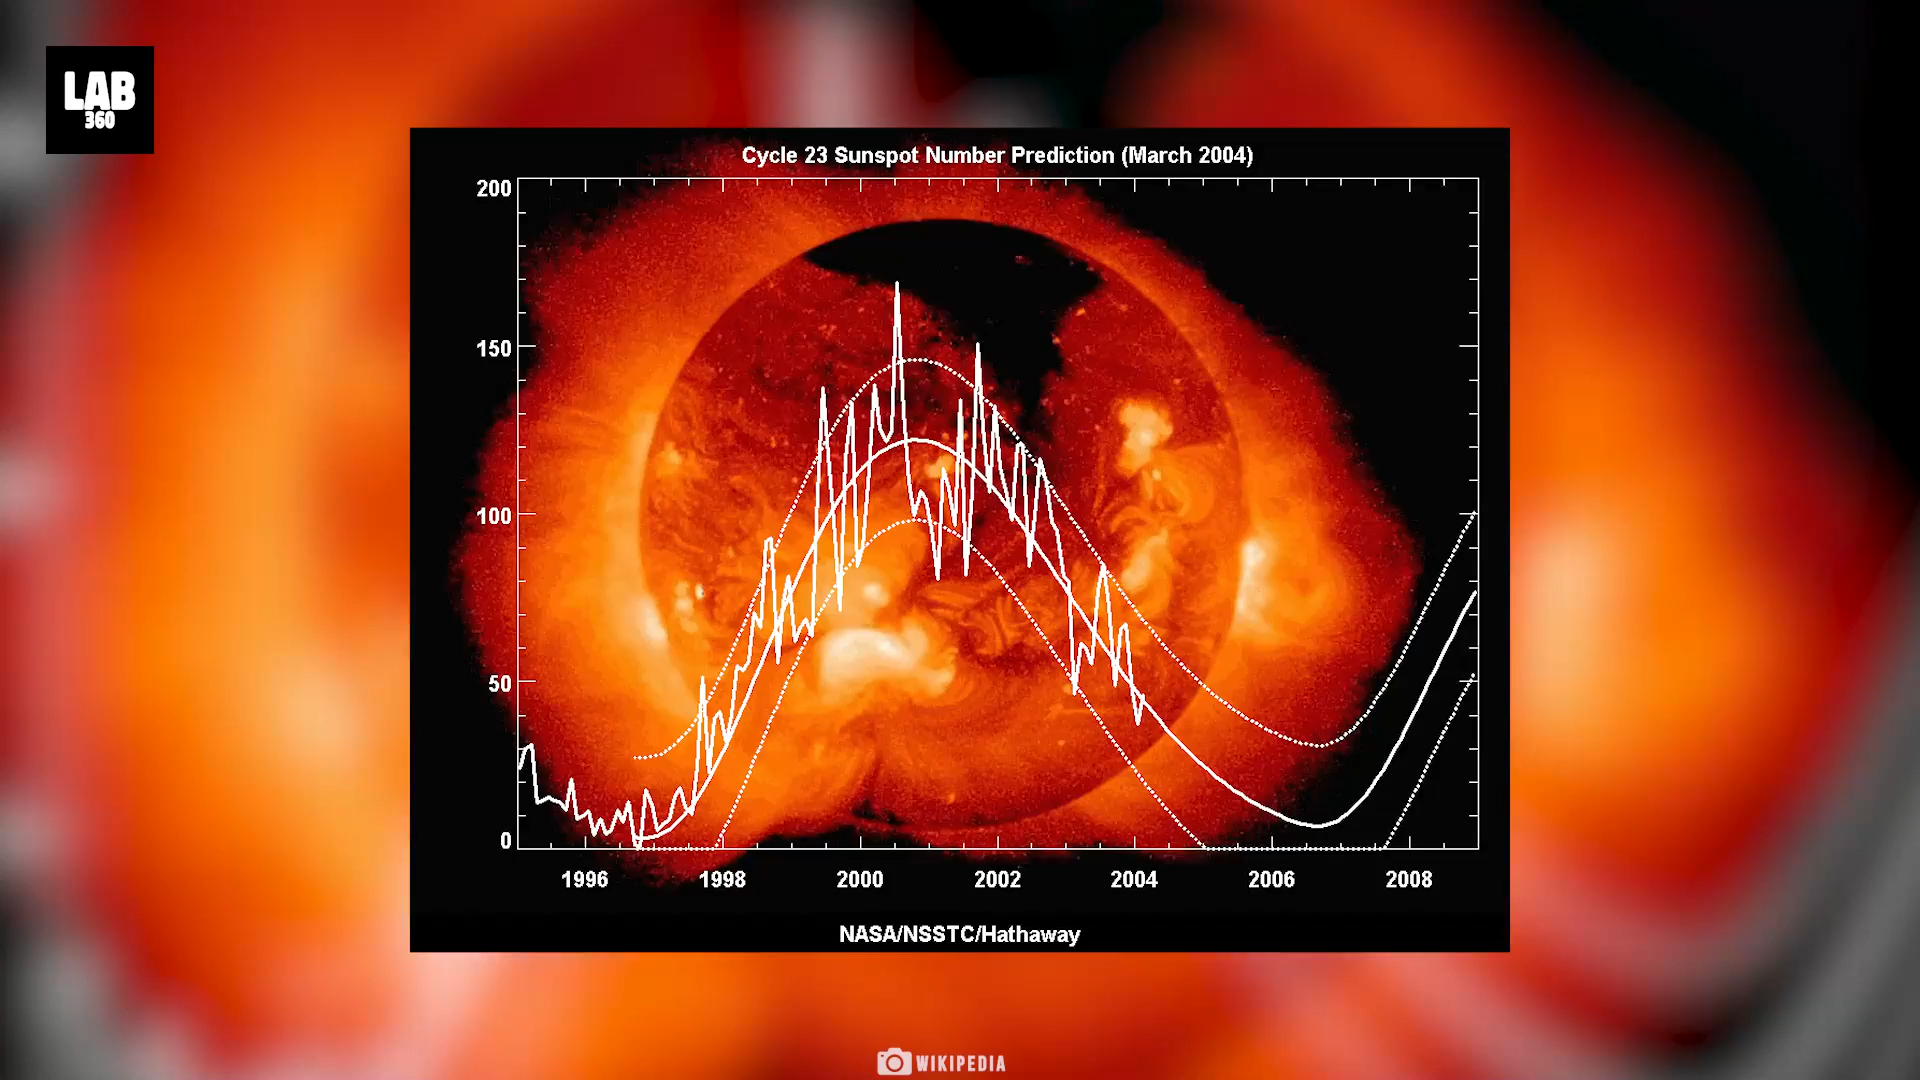 LAB
360
Cycle 23 Sunspot Number Prediction (March 2004)
200
150
100
50
0
1996 1998 2000 2002 2004 2006 2008
NASA/NSSTC/Hathaway
WIKIPEDIA